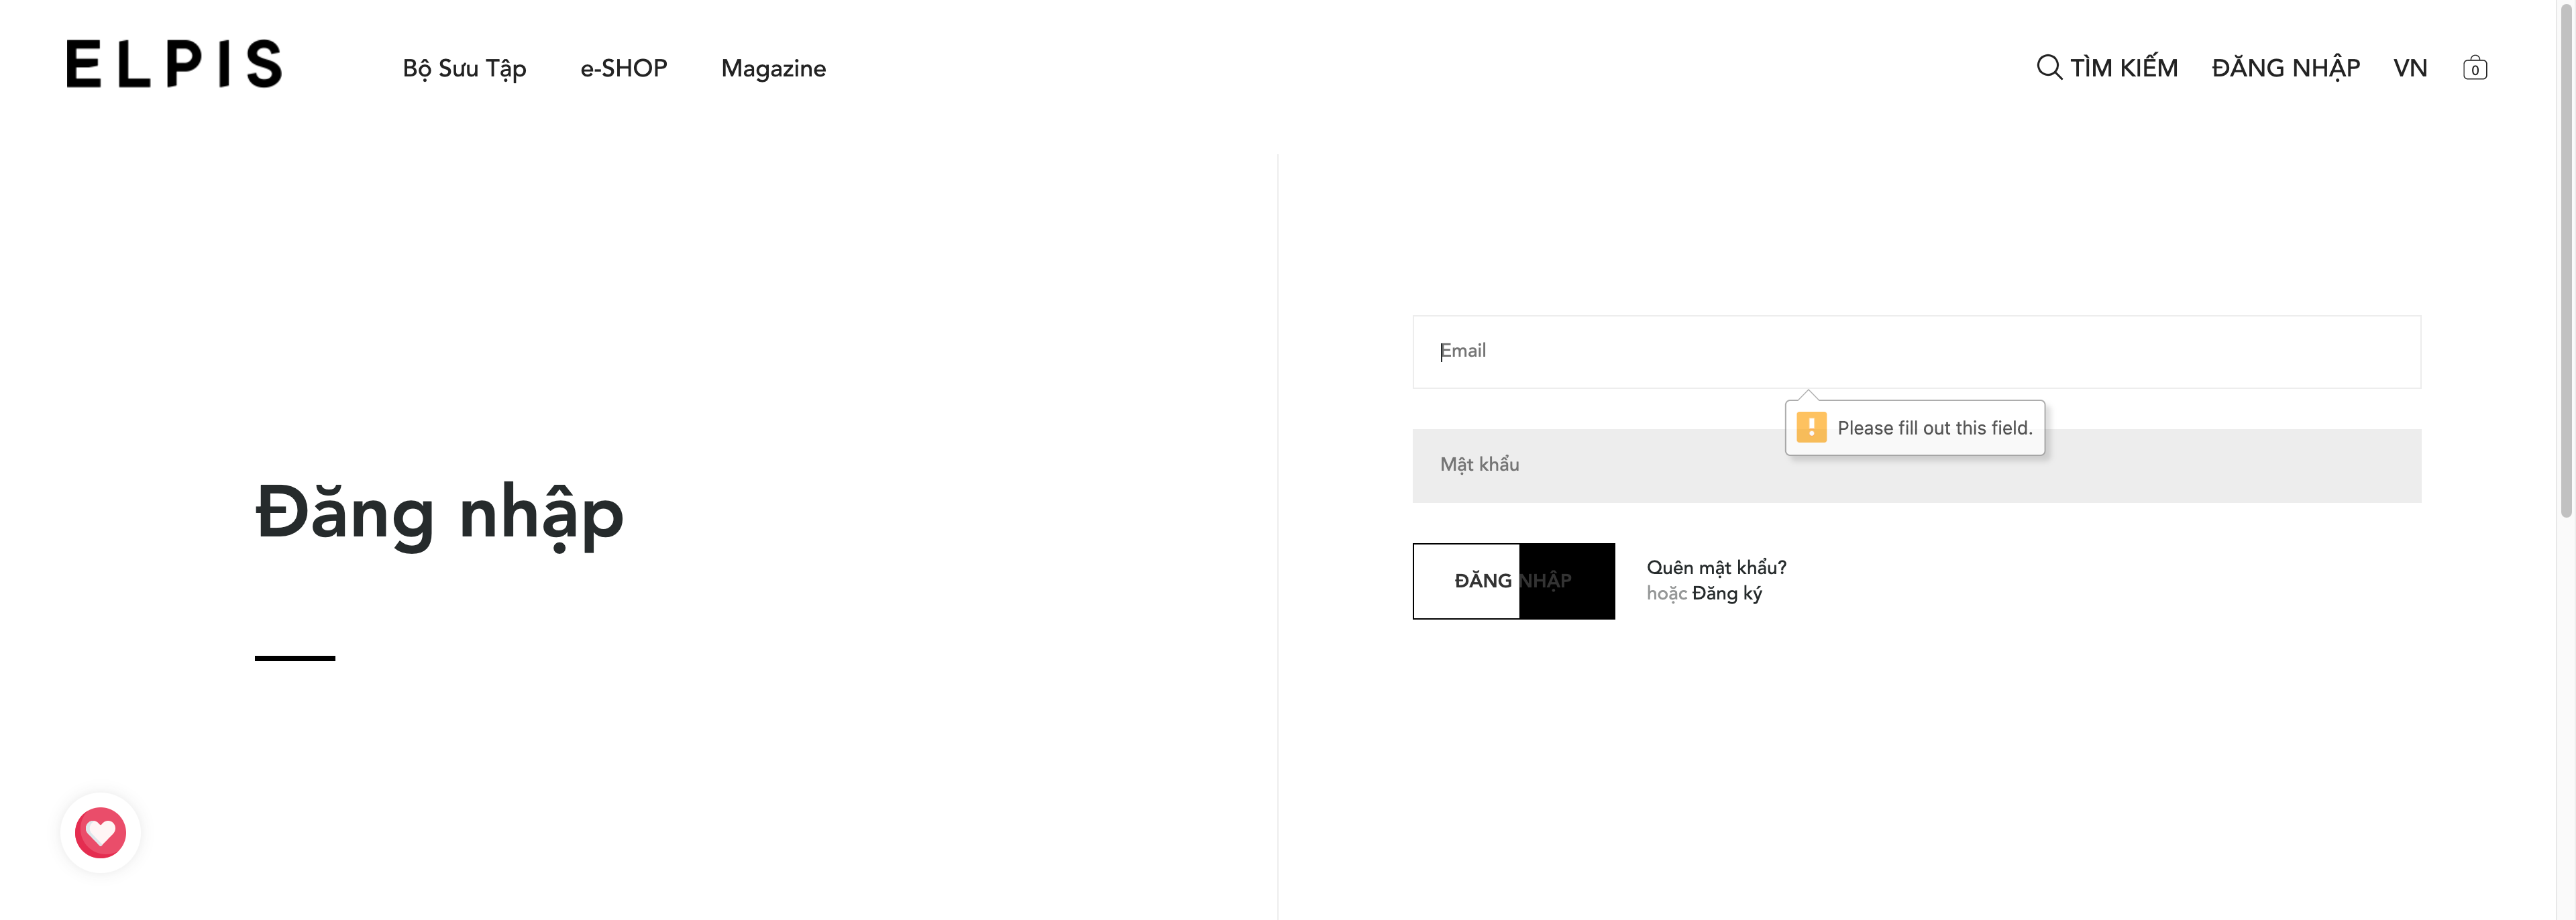 ELPIS
Bộ Sưu Tập
e-SHOP
Magazine
TÌM KIẾM
ĐĂNG NHẬP
VN
0
Đăng nhập
Email
Please fill out this field.
Mật khẩu
ĐĂNG NHẬP
Quên mật khẩu?
hoặc Đăng ký